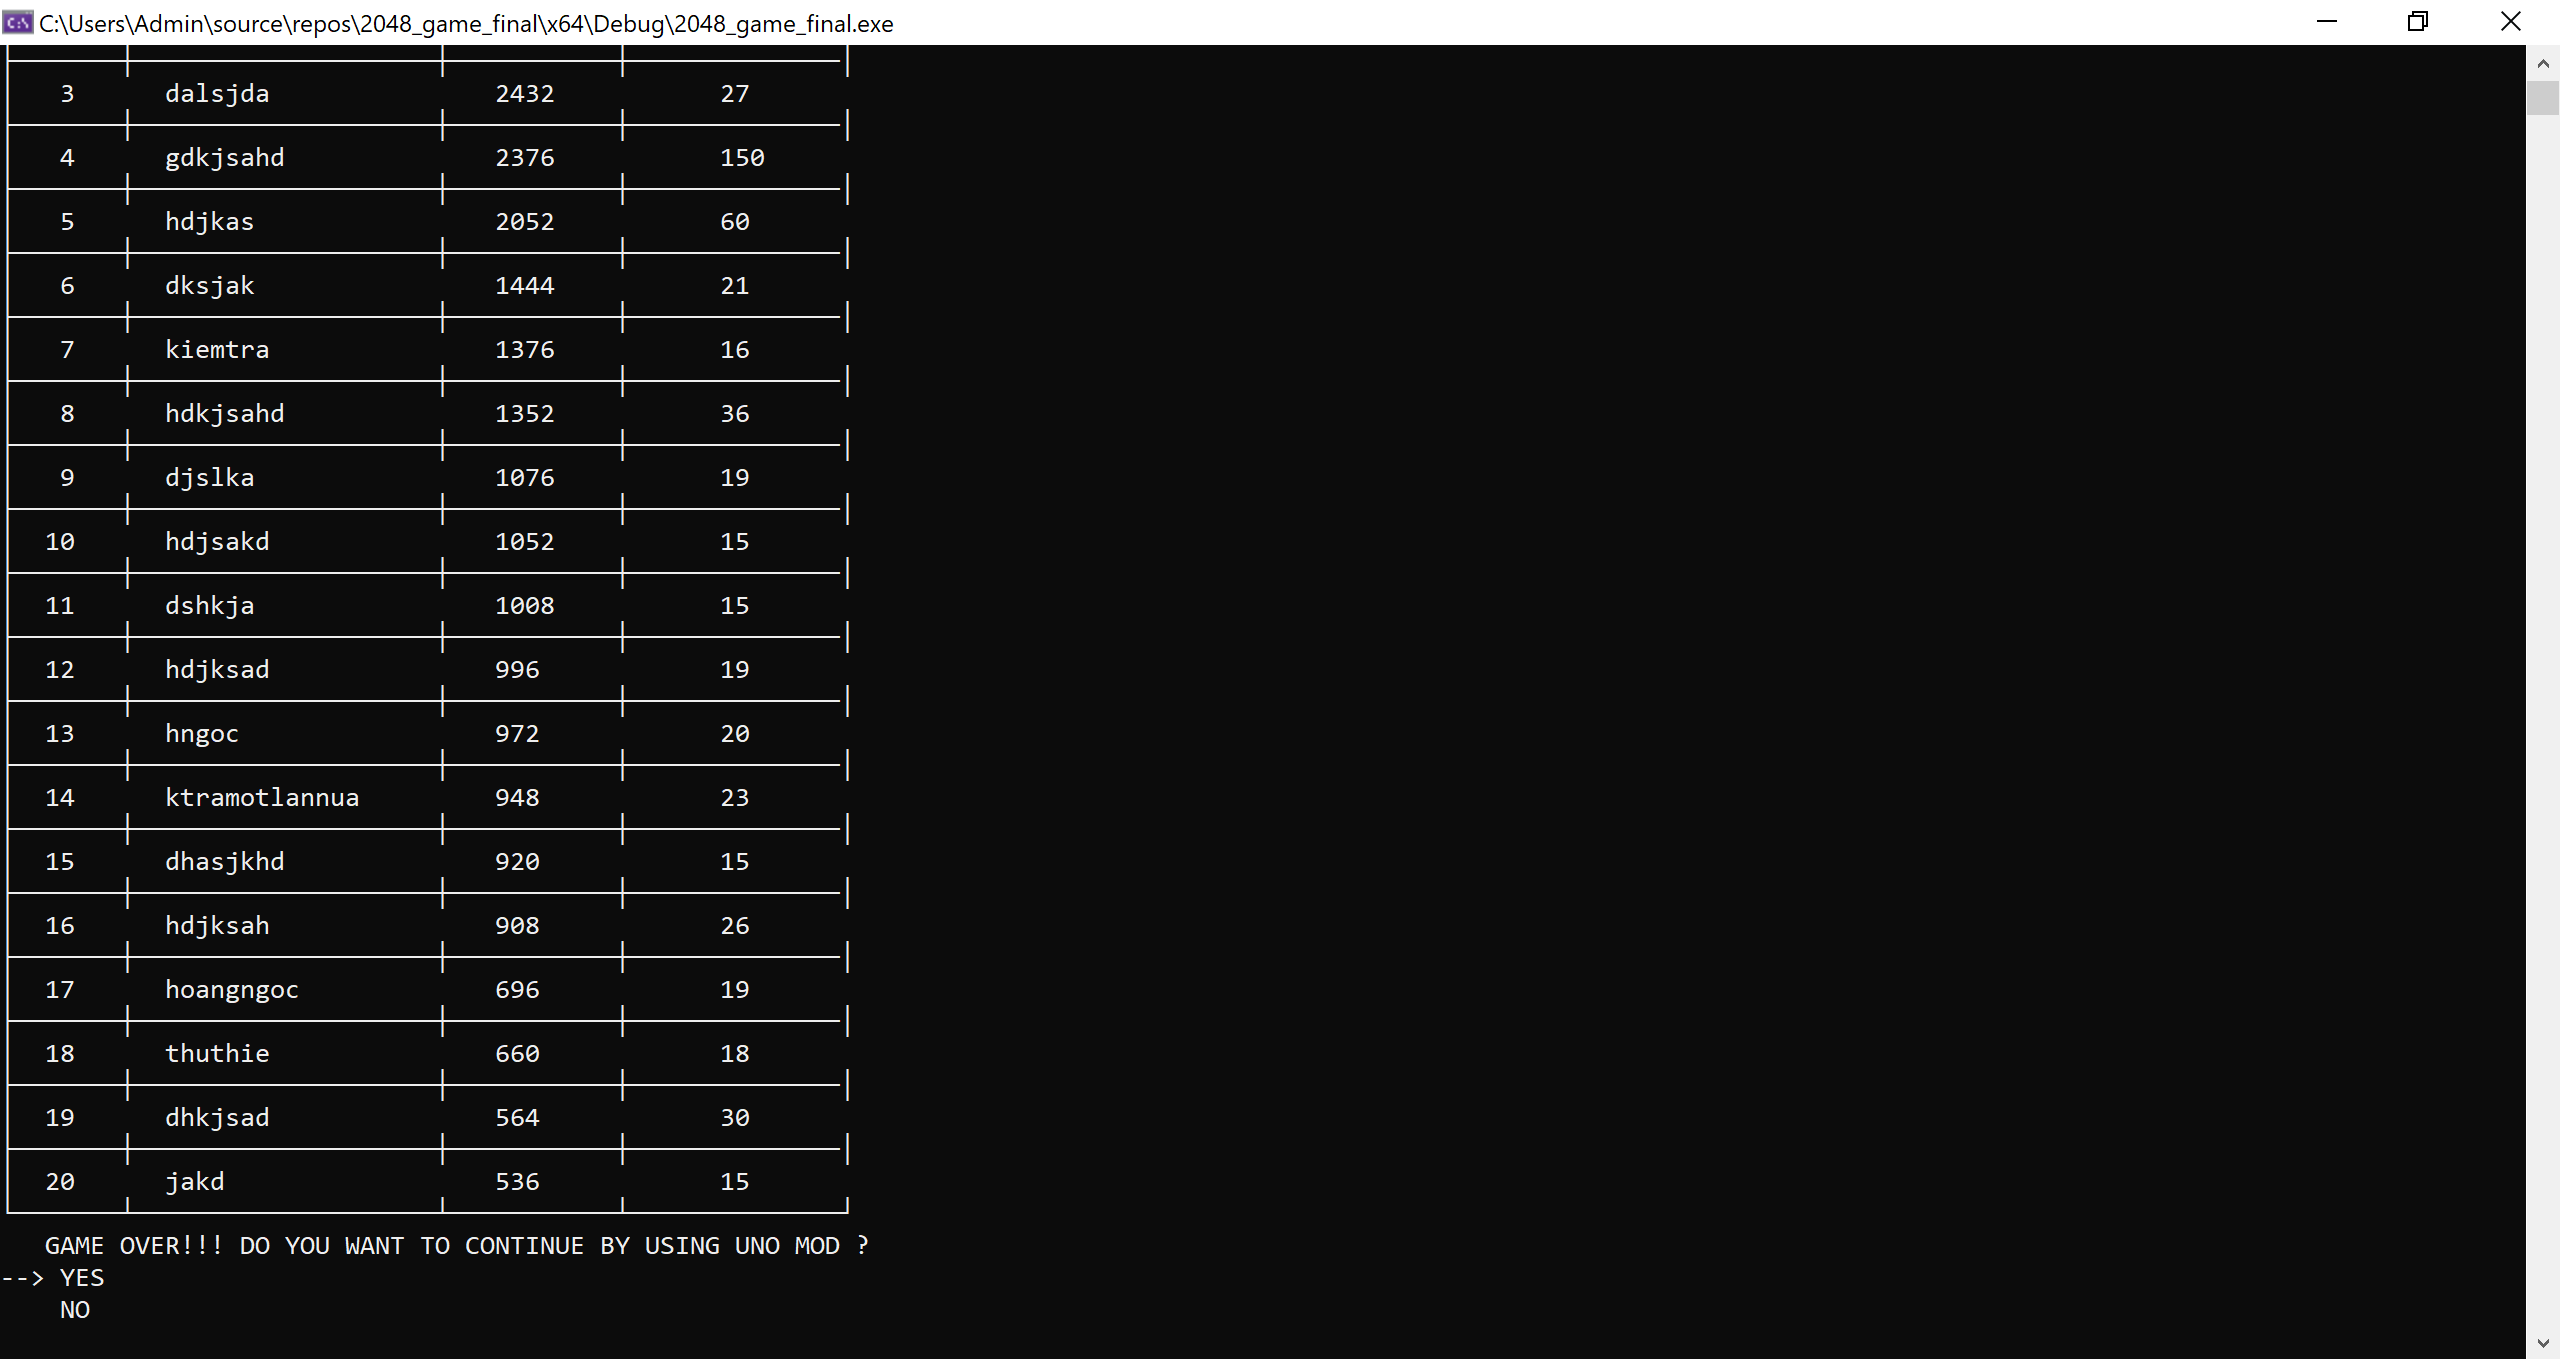 C:\Users\Admin\source\repos\2048_game_final\x64\Debug\2048_game_final.exe
3 dalsjda 2432 27
4 gdkjsahd 2376 150
5 hdjkas 2052 60
6 dksjak 1444 21
7 kiemtra 1376 16
8 hdkjsahd 1352 36
9 djslka 1076 19
10 hdjsakd 1052 15
11 dshkja 1008 15
12 hdjksad 996 19
13 hngoc 972 20
14 ktramotlannua 948 23
15 dhasjkhd 920 15
16 hdjksah 908 26
17 hoangngoc 696 19
18 thuthie 660 18
19 dhkjsad 564 30
20 jakd 536 15
GAME OVER!!! DO YOU WANT TO CONTINUE BY USING UNO MOD ?
--> YES
NO